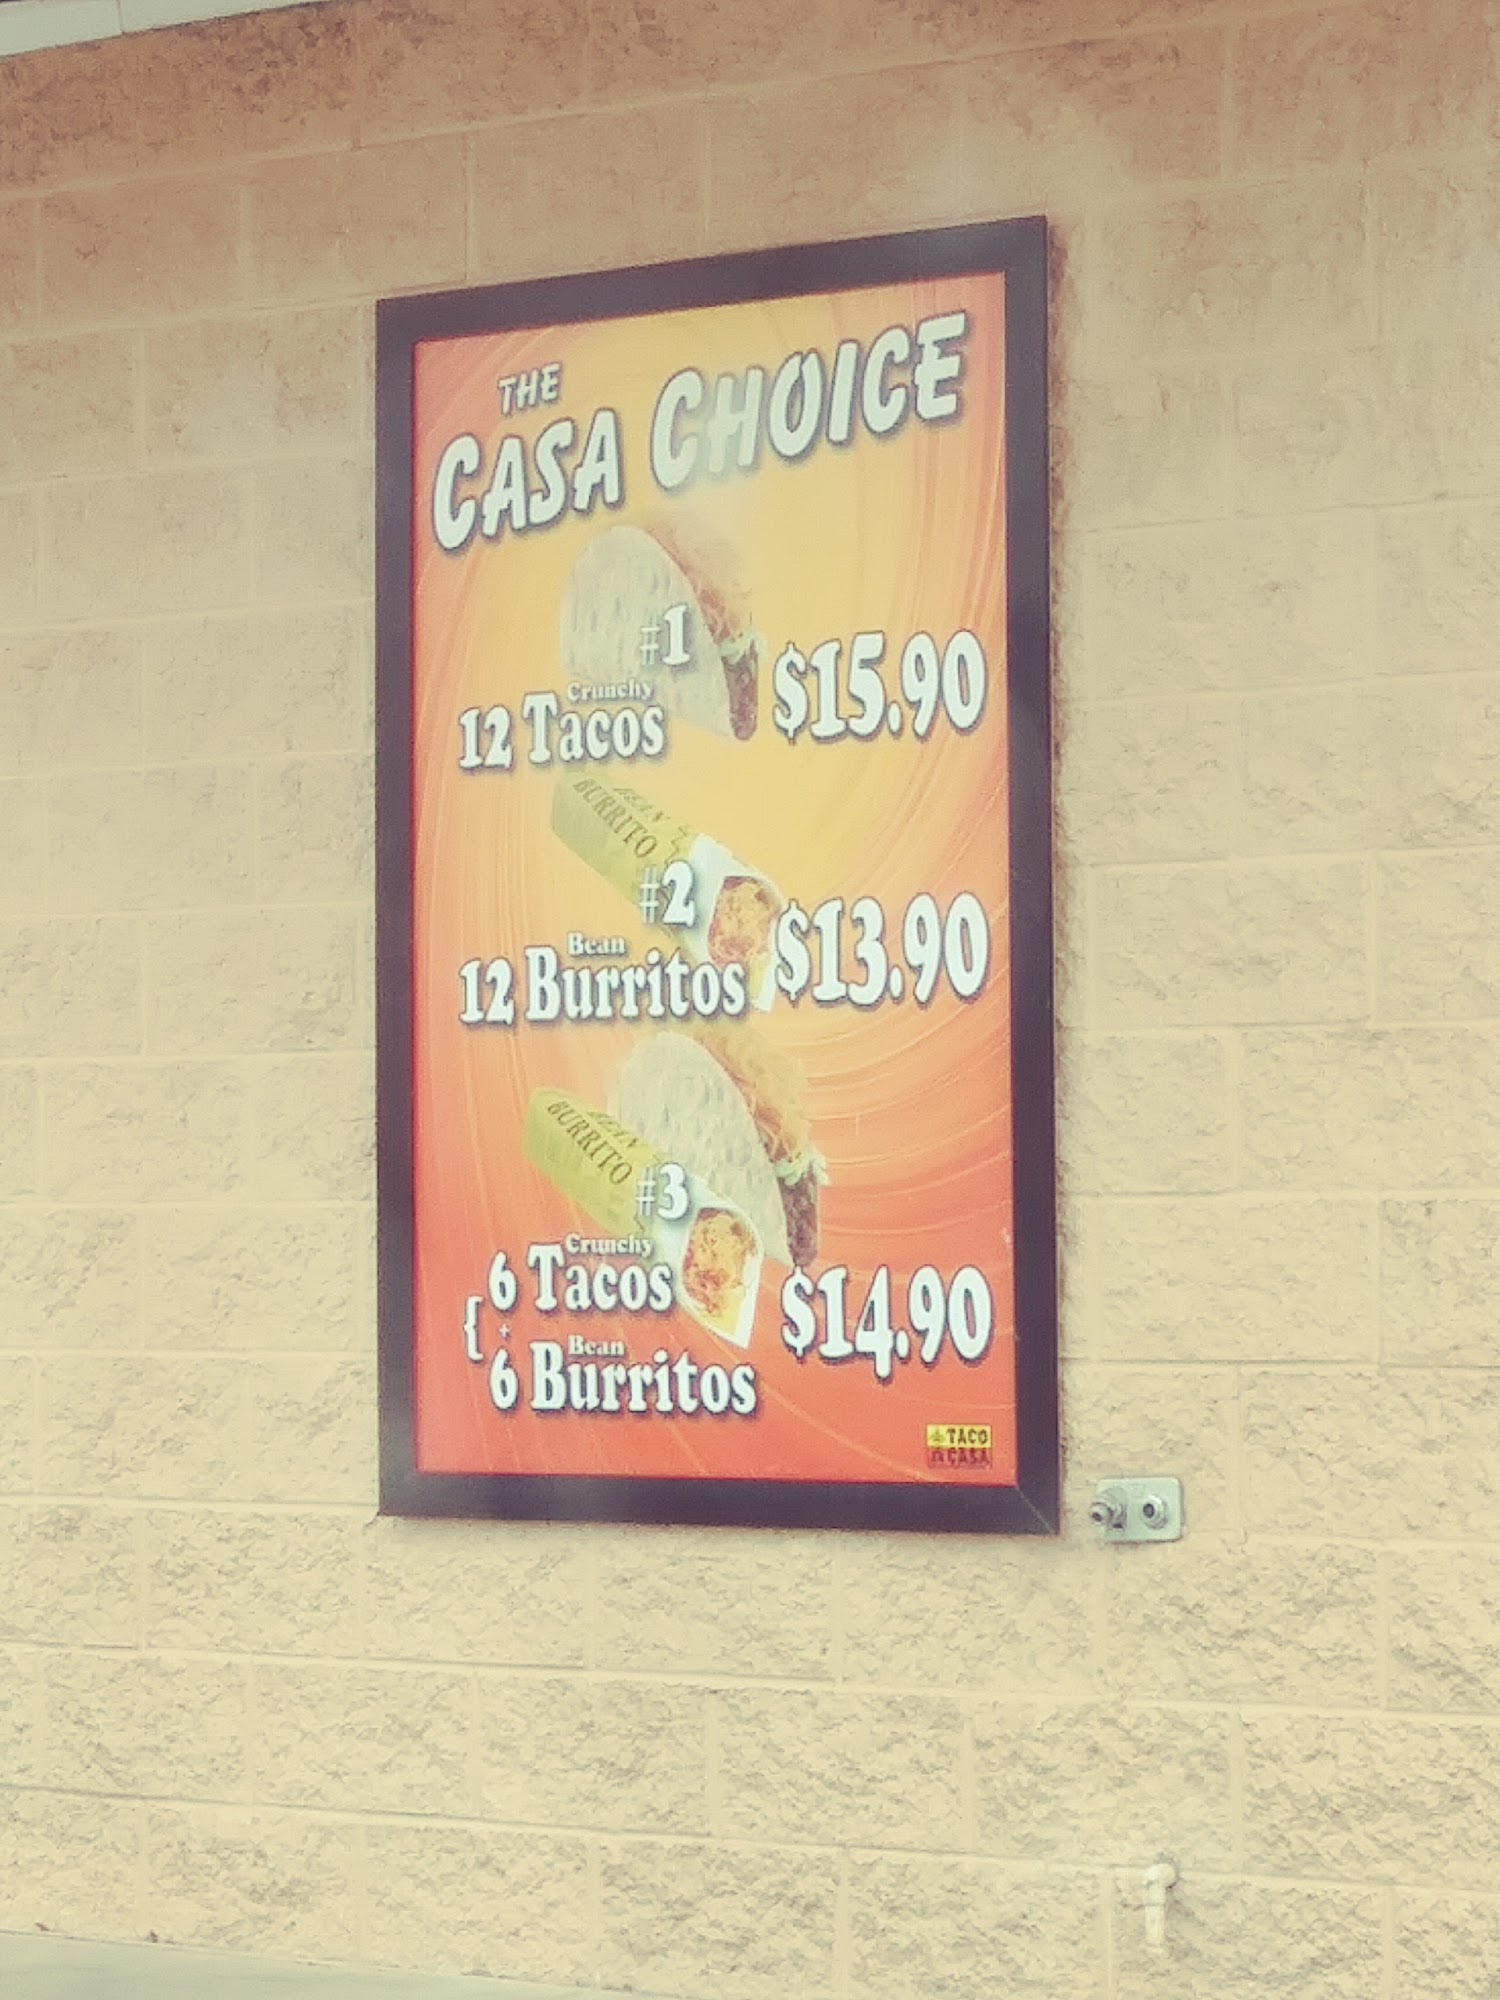 THE
CASA CHOICE
#1
Crunchy
12 Tacos
$15.90
BEAN
BURRITO
#2
Bean
12 Burritos
$13.90
BEAN
BURRITO
#3
Crunchy
6 Tacos
+
{
Bean
6 Burritos
$14.90
TACO
CASA